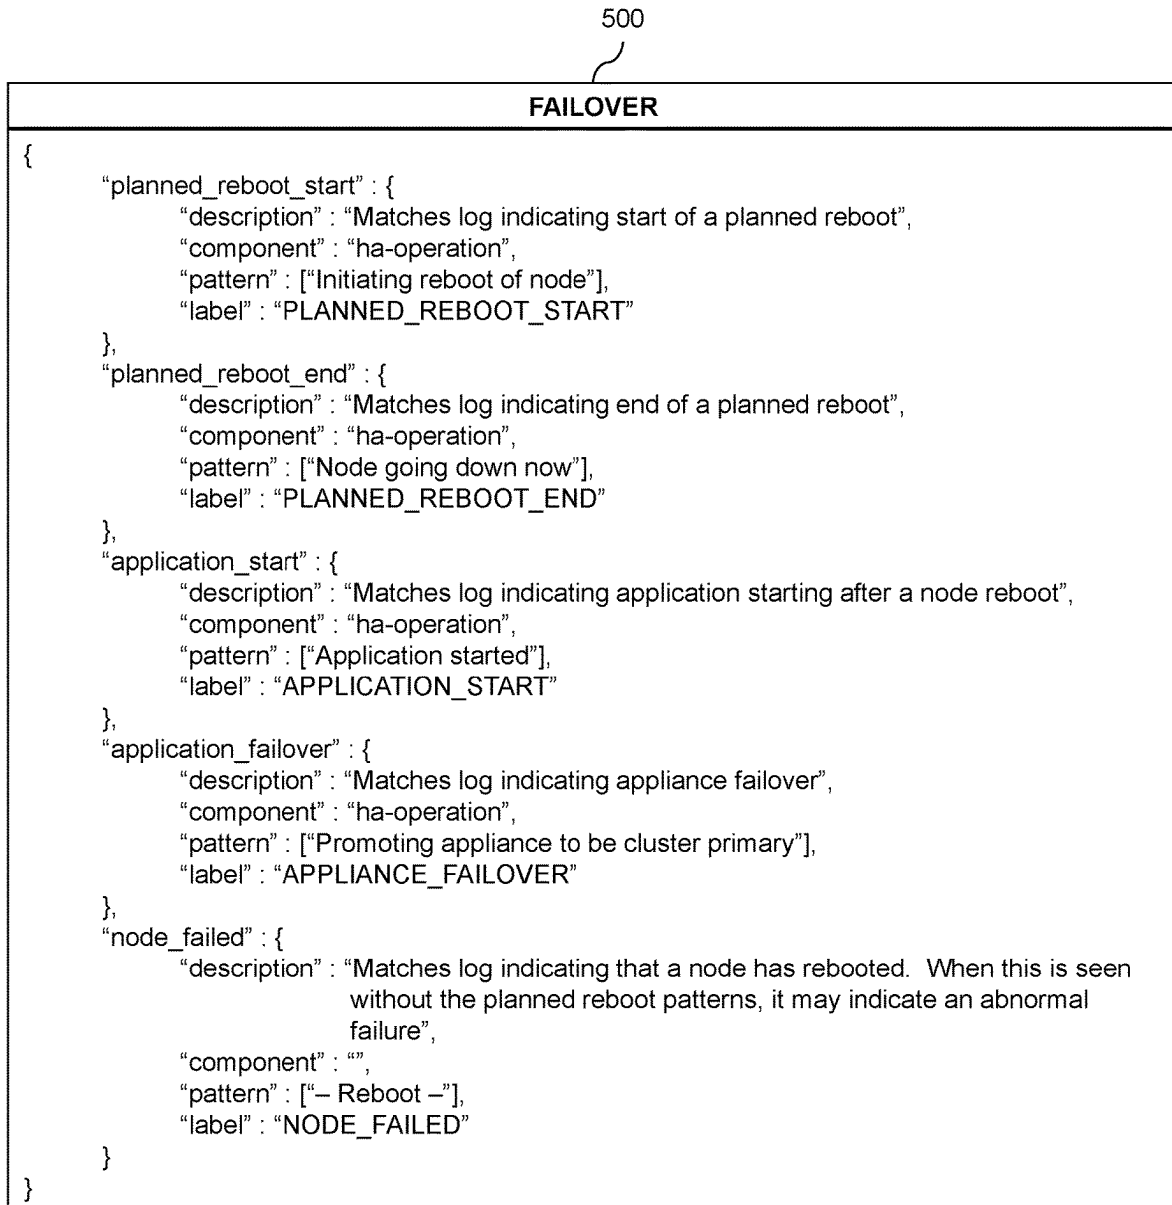 500
FAILOVER
{
“planned_reboot_start” : {
“description” : “Matches log indicating start of a planned reboot”,
“component” : “ha-operation”,
“pattern” : [“Initiating reboot of node”],
“label” : “PLANNED_REBOOT_START”
},
“planned_reboot_end” : {
“description” : “Matches log indicating end of a planned reboot”,
“component” : “ha-operation”,
“pattern” : [“Node going down now”],
“label” : “PLANNED_REBOOT_END”
},
“application_start” : {
“description” : “Matches log indicating application starting after a node reboot”,
“component” : “ha-operation”,
“pattern” : [“Application started”],
“label” : “APPLICATION_START”
},
“application_failover” : {
“description” : “Matches log indicating appliance failover”,
“component” : “ha-operation”,
“pattern” : [“Promoting appliance to be cluster primary”],
“label” : “APPLIANCE_FAILOVER”
},
“node_failed” : {
“description” : “Matches log indicating that a node has rebooted.  When this is seen
without the planned reboot patterns, it may indicate an abnormal
failure”,
“component” : “”,
“pattern” : [“– Reboot –”],
“label” : “NODE_FAILED”
}
}